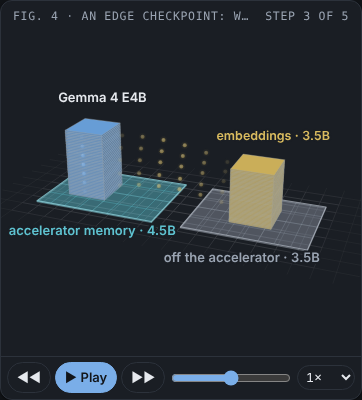 FIG. 4 · AN EDGE CHECKPOINT: W… STEP 3 OF 5
Gemma 4 E4B
embeddings · 3.5B
accelerator memory · 4.5B
off the accelerator · 3.5B
Play
1×